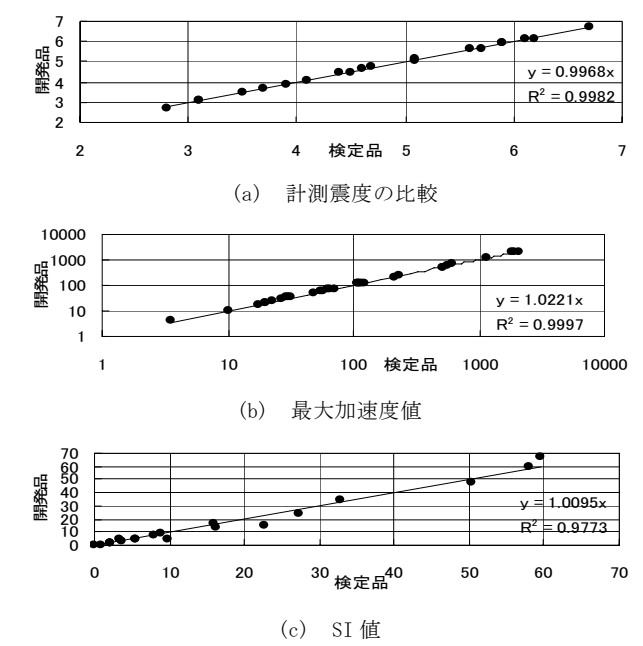 7
6
5
4
3
2
開発品
y = 0.9968x
R² = 0.9982
2 3 4 検定品 5 6 7
(a) 計測震度の比較
10000
1000
100
10
1
開発品
y = 1.0221x
R² = 0.9997
1 10 100 検定品 1000 10000
(b) 最大加速度値
70
60
50
40
30
20
10
0
開発品
y = 1.0095x
R² = 0.9773
0 10 20 30 40 50 60 70
検定品
(c) SI 値